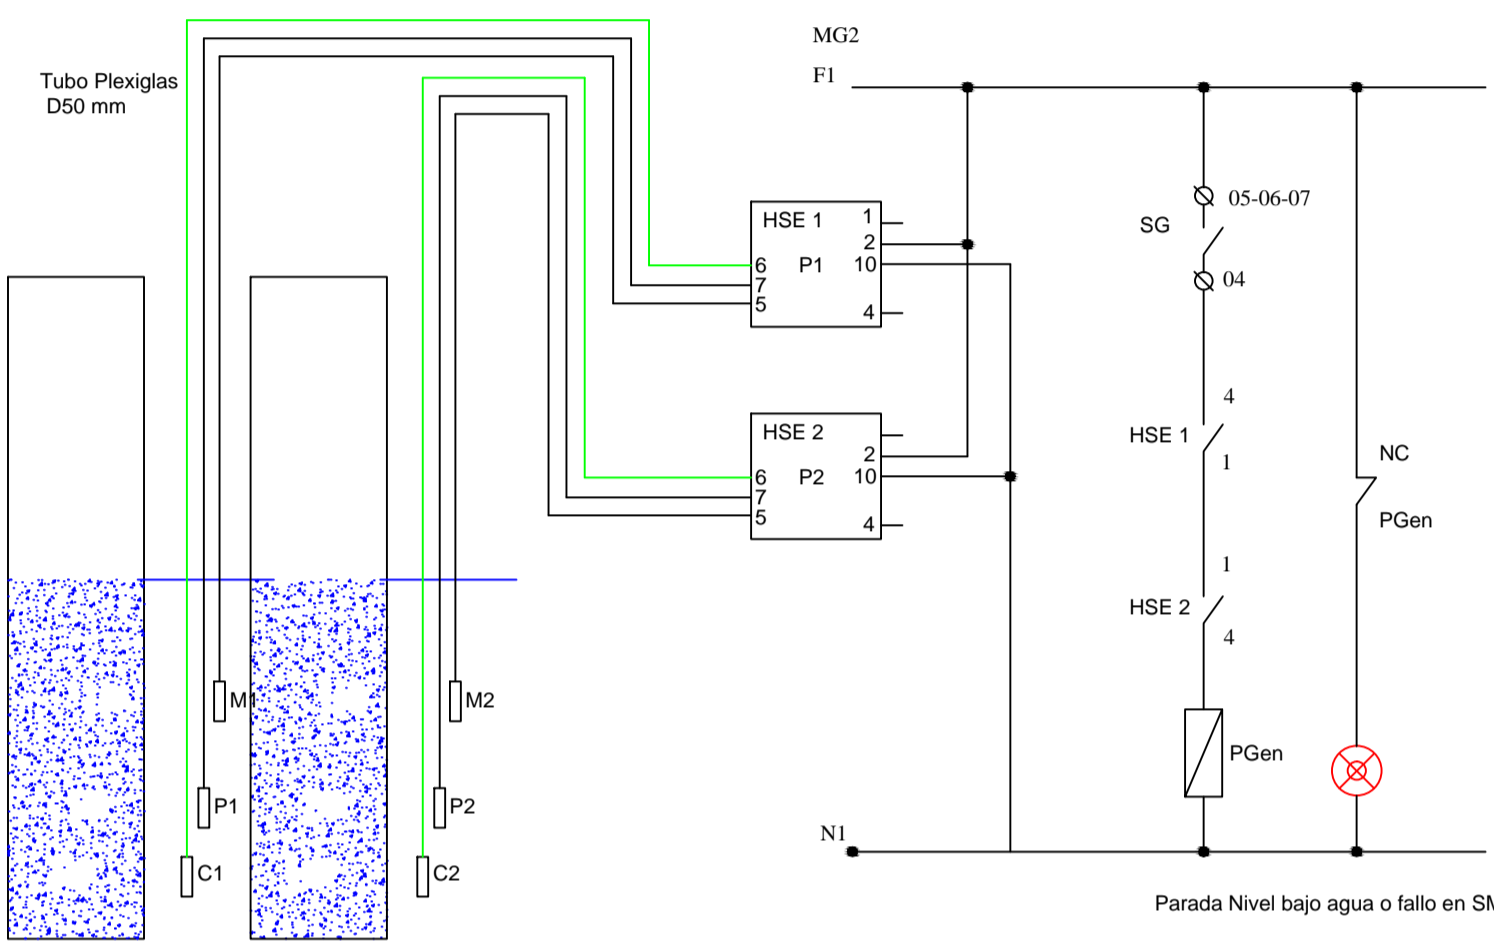 MG2
F1
Tubo Plexiglas
D50 mm
05-06-07
SG
04
HSE 1
1
2
10
4
P1
6
7
5
HSE 2
2
10
4
P2
6
7
5
4
HSE 1
1
NC
PGen
1
HSE 2
4
M1
M2
PGen
P1
P2
N1
C1
C2
Parada Nivel bajo agua o fallo en